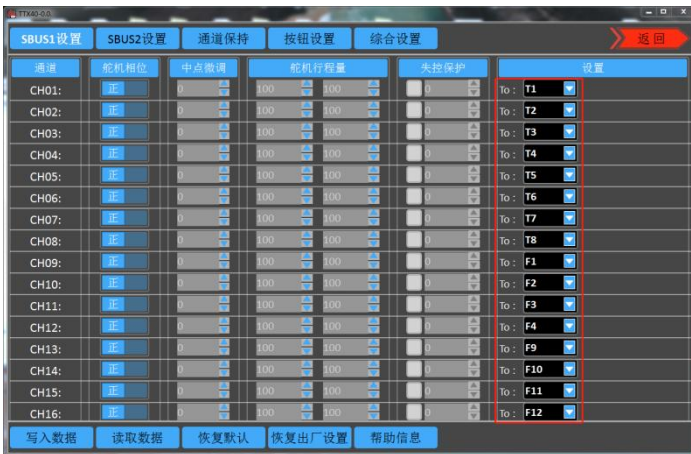 TTX40-0.0
SBUS1设置 SBUS2设置 通道保持 按钮设置 综合设置 返回
通道 舵机相位 中点微调 舵机行程量 失控保护 设置
CH01: 正 0 100 100 0 To : T1
CH02: 正 0 100 100 0 To : T2
CH03: 正 0 100 100 0 To : T3
CH04: 正 0 100 100 0 To : T4
CH05: 正 0 100 100 0 To : T5
CH06: 正 0 100 100 0 To : T6
CH07: 正 0 100 100 0 To : T7
CH08: 正 0 100 100 0 To : T8
CH09: 正 0 100 100 0 To : F1
CH10: 正 0 100 100 0 To : F2
CH11: 正 0 100 100 0 To : F3
CH12: 正 0 100 100 0 To : F4
CH13: 正 0 100 100 0 To : F9
CH14: 正 0 100 100 0 To : F10
CH15: 正 0 100 100 0 To : F11
CH16: 正 0 100 100 0 To : F12
写入数据 读取数据 恢复默认 恢复出厂设置 帮助信息